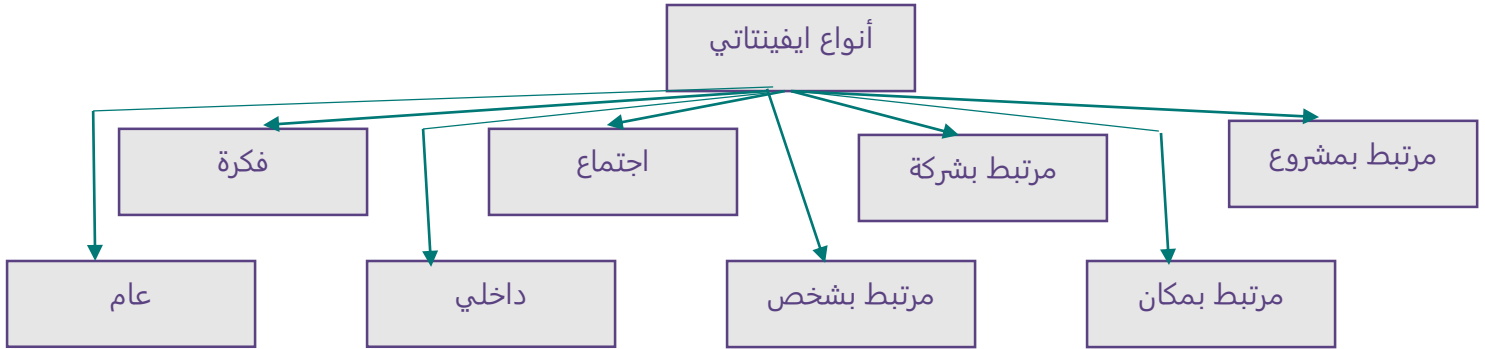 أنواع ايفينتاتي
مرتبط بمشروع
مرتبط بشركة
اجتماع
فكرة
مرتبط بمكان
مرتبط بشخص
داخلي
عام